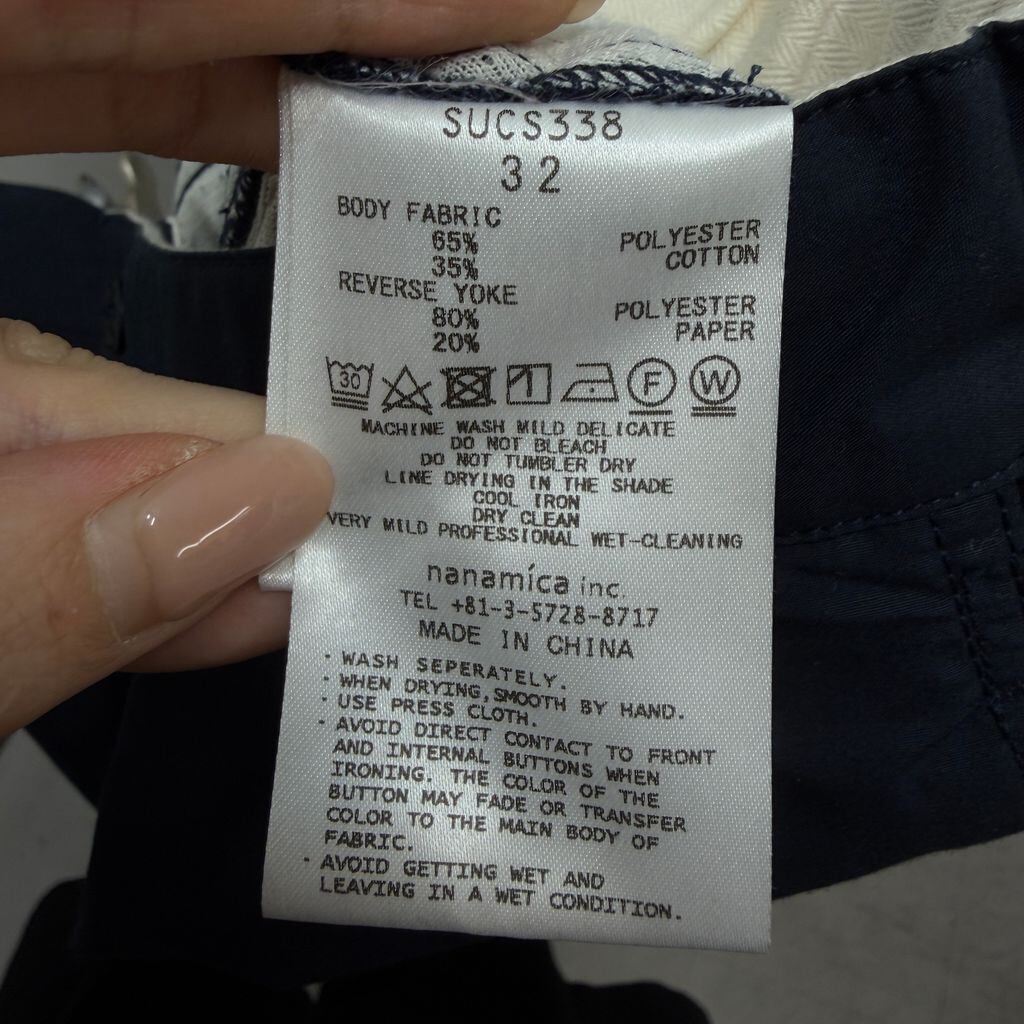 SUCS338
32
BODY FABRIC
65% POLYESTER
35% COTTON
REVERSE YOKE
80% POLYESTER
20% PAPER
30 F W
MACHINE WASH MILD DELICATE
DO NOT BLEACH
DO NOT TUMBLER DRY
LINE DRYING IN THE SHADE
COOL IRON
DRY CLEAN
VERY MILD PROFESSIONAL WET-CLEANING
nanamíca inc.
TEL +81-3-5728-8717
MADE IN CHINA
・WASH SEPERATELY.
・WHEN DRYING,SMOOTH BY HAND.
・USE PRESS CLOTH.
・AVOID DIRECT CONTACT TO FRONT
AND INTERNAL BUTTONS WHEN
IRONING. THE COLOR OF THE
BUTTON MAY FADE OR TRANSFER
COLOR TO THE MAIN BODY OF
FABRIC.
・AVOID GETTING WET AND
LEAVING IN A WET CONDITION.